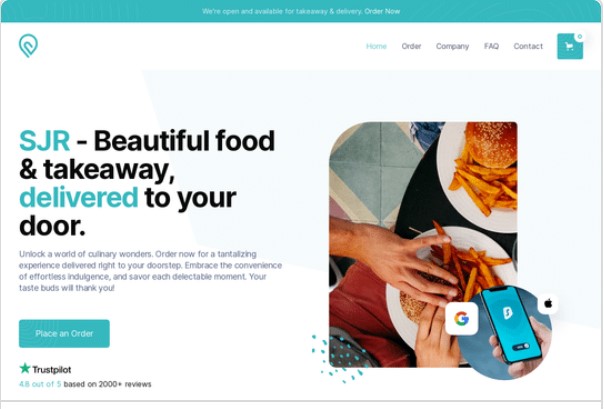 We're open and available for takeaway & delivery. Order Now
Home Order Company FAQ Contact 0
SJR - Beautiful food
& takeaway,
delivered to your
door.
Unlock a world of culinary wonders. Order now for a tantalizing
experience delivered right to your doorstep. Embrace the convenience
of effortless indulgence, and savor each delectable moment. Your
taste buds will thank you!
Place an Order
G
Trustpilot
4.8 out of 5 based on 2000+ reviews